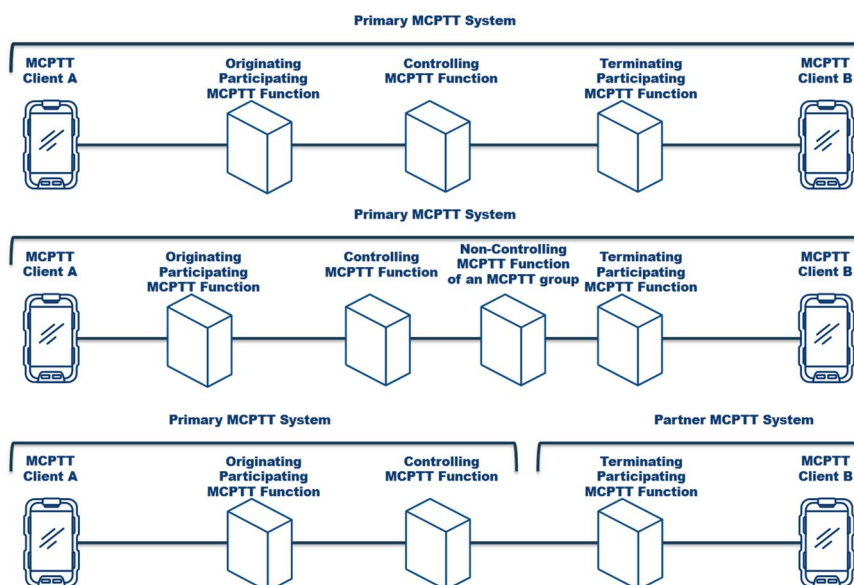 Primary MCPTT System
MCPTT
Client A
Originating
Participating
MCPTT Function
Controlling
MCPTT Function
Terminating
Participating
MCPTT Function
MCPTT
Client B
Primary MCPTT System
MCPTT
Client A
Originating
Participating
MCPTT Function
Controlling
MCPTT Function
Non-Controlling
MCPTT Function
of an MCPTT group
Terminating
Participating
MCPTT Function
MCPTT
Client B
Primary MCPTT System
Partner MCPTT System
MCPTT
Client A
Originating
Participating
MCPTT Function
Controlling
MCPTT Function
Terminating
Participating
MCPTT Function
MCPTT
Client B